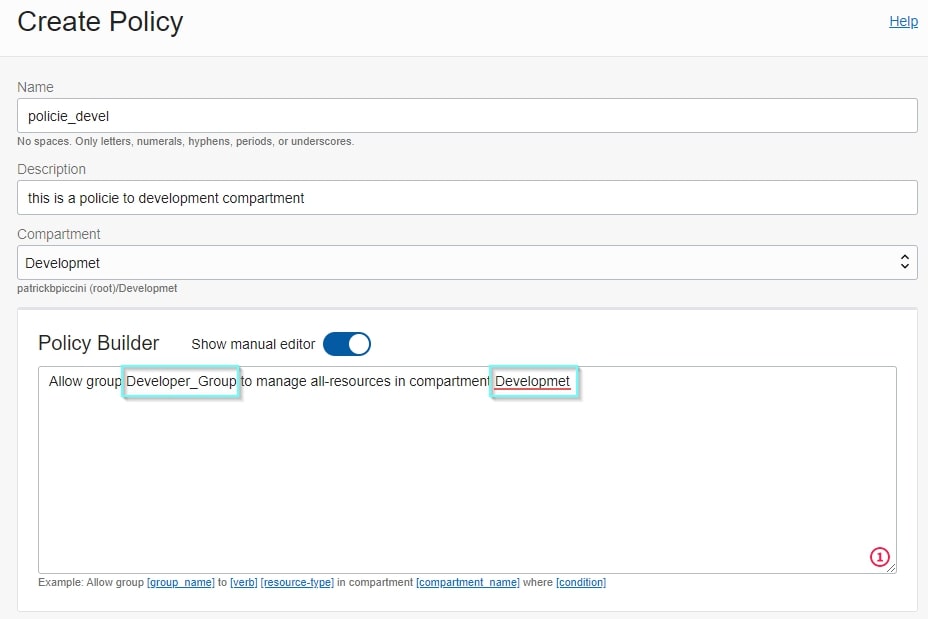 Create Policy
Help
Name
policie_devel
No spaces. Only letters, numerals, hyphens, periods, or underscores.
Description
this is a policie to development compartment
Compartment
Developmet
patrickbpiccini (root)/Developmet
Policy Builder
Show manual editor
Allow group Developer_Group to manage all-resources in compartment Developmet
1
Example: Allow group [group_name] to [verb] [resource-type] in compartment [compartment_name] where [condition]